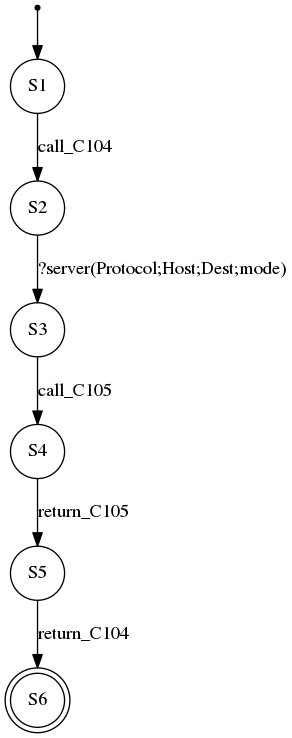 S1
call_C104
S2
?server(Protocol;Host;Dest;mode)
S3
call_C105
S4
return_C105
S5
return_C104
S6